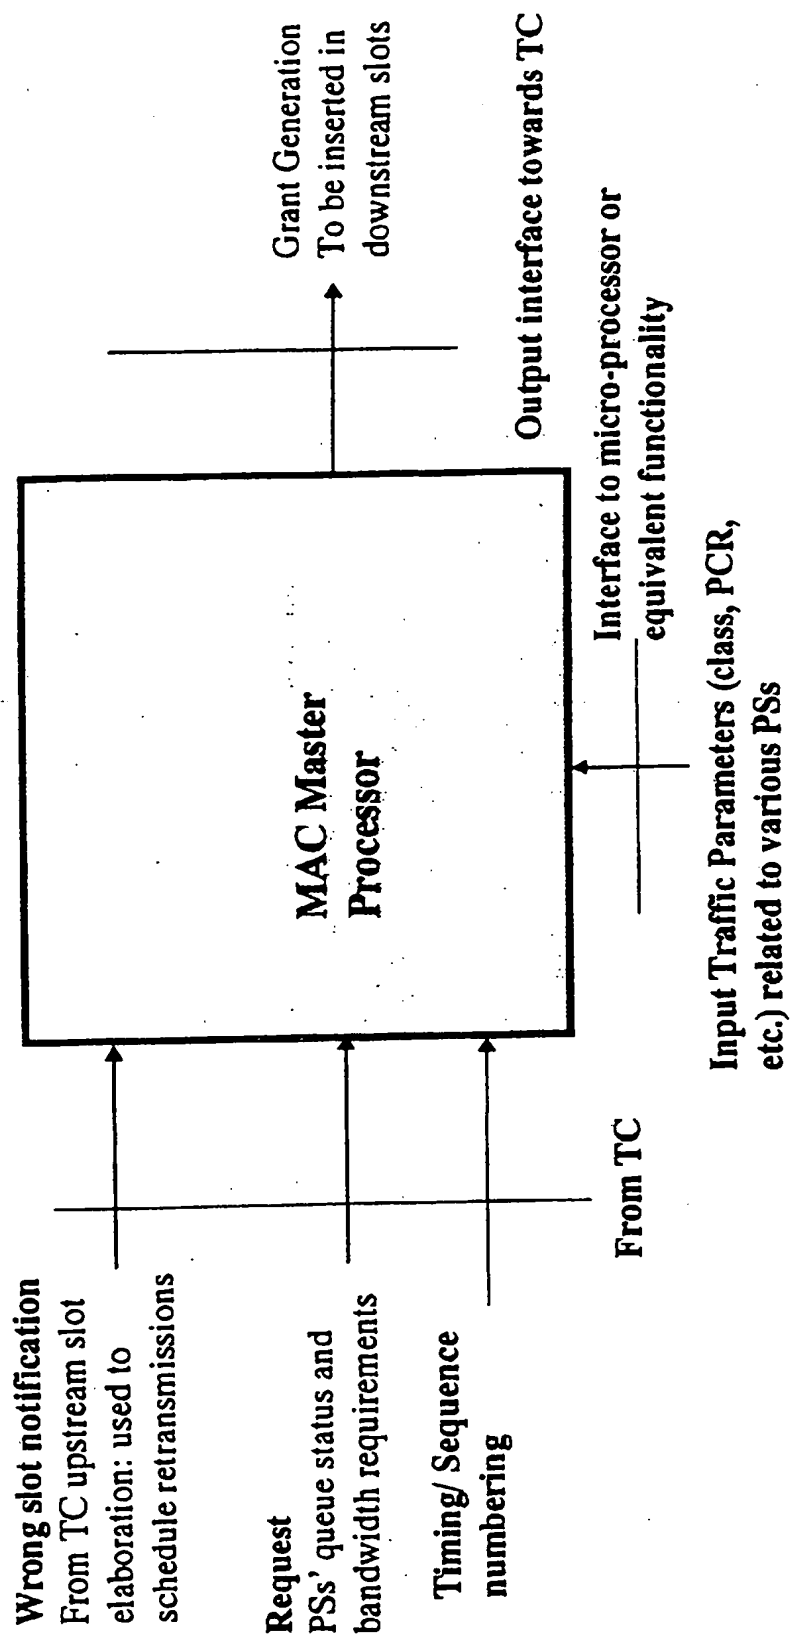 Wrong slot notification
From TC upstream slot
elaboration: used to
schedule retransmissions
Request
PSs' queue status and
bandwidth requirements
Timing/ Sequence
numbering
From TC
MAC Master
Processor
Grant Generation
To be inserted in
downstream slots
Output interface towards TC
Interface to micro-processor or
equivalent functionality
Input Traffic Parameters (class, PCR,
etc.) related to various PSs